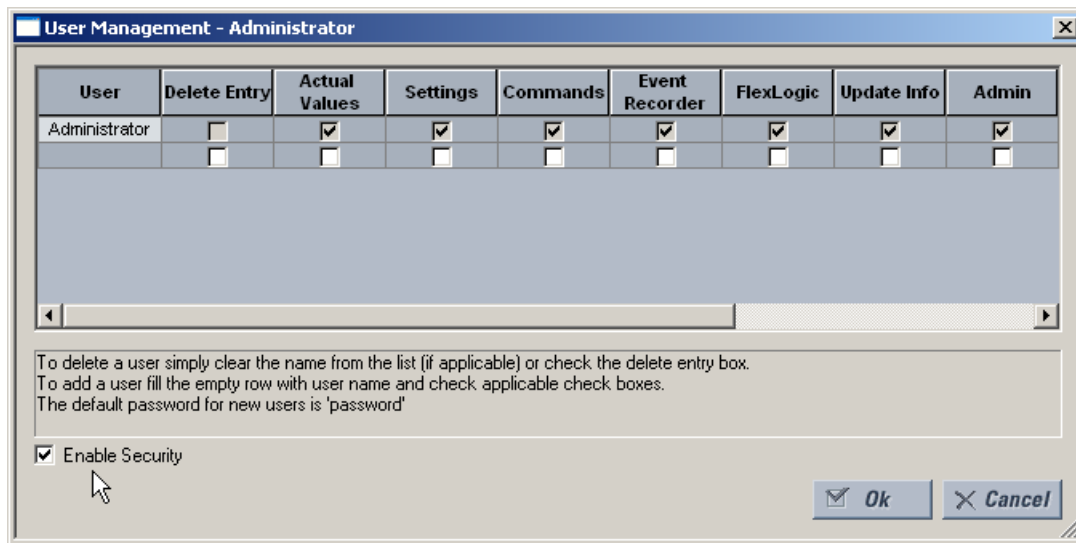 User Management - Administrator
User Delete Entry Actual Values Settings Commands Event Recorder FlexLogic Update Info Admin
Administrator
To delete a user simply clear the name from the list (if applicable) or check the delete entry box.
To add a user fill the empty row with user name and check applicable check boxes.
The default password for new users is 'password'
Enable Security
Ok Cancel